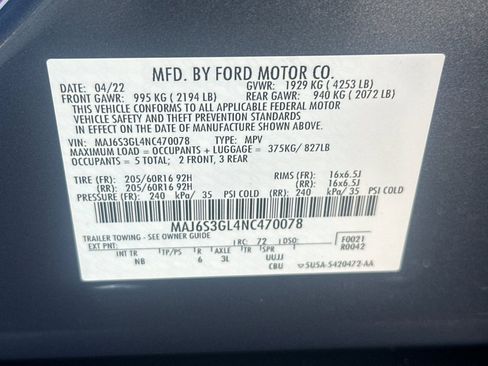 MFD. BY FORD MOTOR CO.
DATE: 04/22 GVWR: 1929 KG ( 4253 LB)
FRONT GAWR: 995 KG ( 2194 LB) REAR GAWR: 940 KG ( 2072 LB)
THIS VEHICLE CONFORMS TO ALL APPLICABLE FEDERAL MOTOR
VEHICLE SAFETY AND THEFT PREVENTION STANDARDS
IN EFFECT ON THE DATE OF MANUFACTURE SHOWN ABOVE.
VIN: MAJ6S3GL4NC470078 TYPE: MPV
MAXIMUM LOAD = OCCUPANTS + LUGGAGE = 375KG/ 827LB
OCCUPANTS = 5 TOTAL; 2 FRONT, 3 REAR
TIRE (FR): 205/60R16 92H RIMS (FR): 16x6.5J
(RR): 205/60R16 92H (RR): 16x6.5J
PRESSURE (FR): 240 kPa/ 35 PSI COLD (RR): 240 kPa/ 35 PSI COLD
MAJ6S3GL4NC470078
TRAILER TOWING - SEE OWNER GUIDE
EXT PNT: RC: 72 DSO: F0021
R0042
INT TR TP/PS R A TR SPR
NB 6 3L UUJJ
CBU 5U5A-5420472-AA